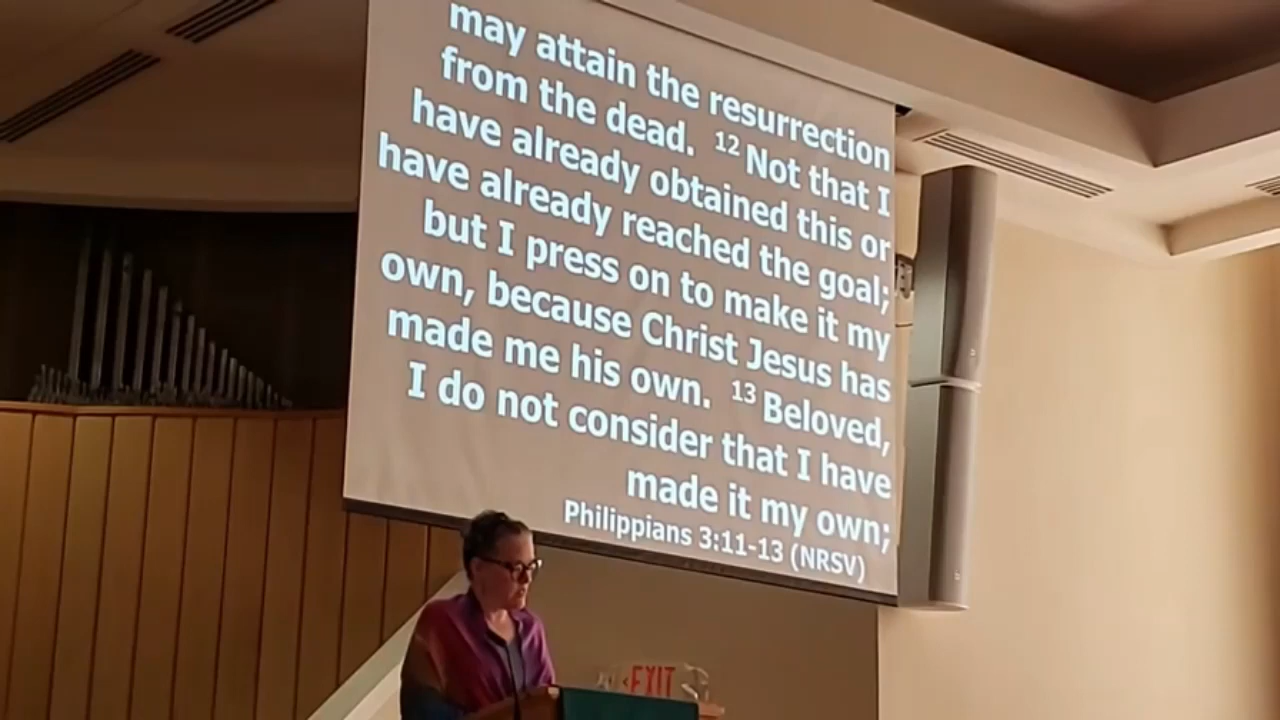 may attain the resurrection
from the dead. 12 Not that I
have already obtained this or
have already reached the goal;
but I press on to make it my
own, because Christ Jesus has
made me his own. 13 Beloved,
I do not consider that I have
made it my own;
Philippians 3:11-13 (NRSV)
<EXIT